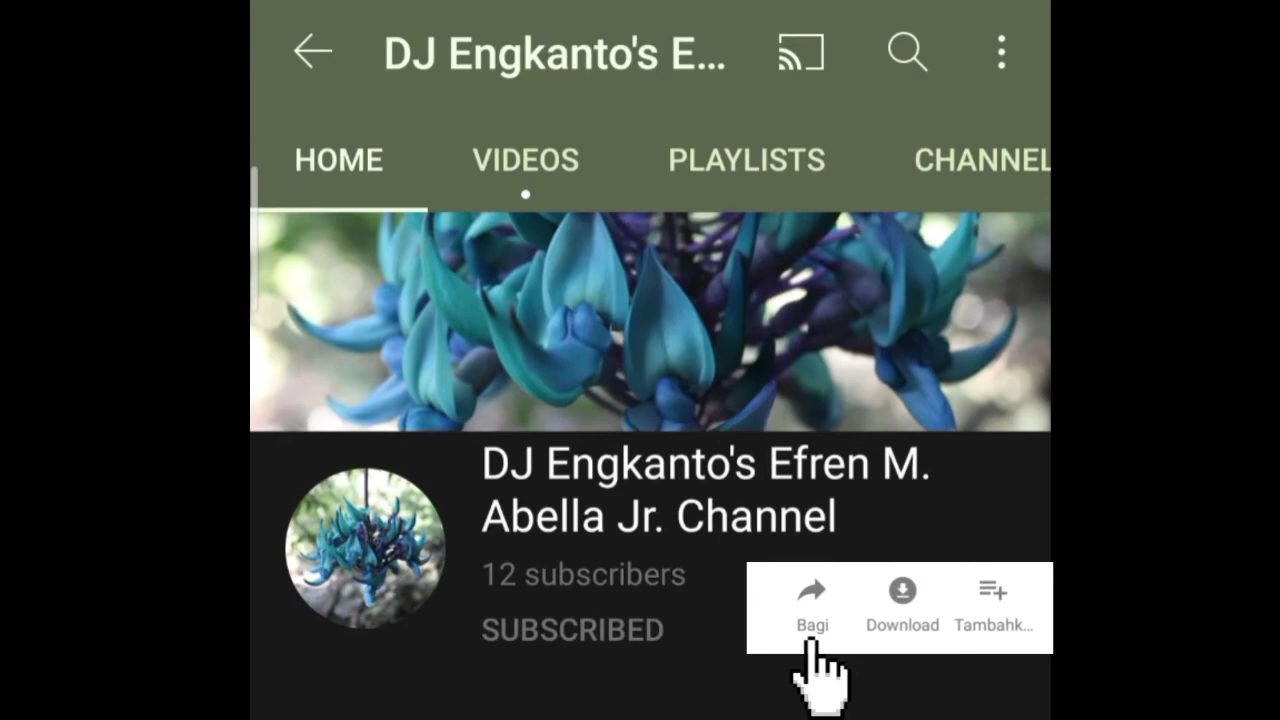 DJ Engkanto's E...
HOME VIDEOS PLAYLISTS CHANNEL
DJ Engkanto's Efren M.
Abella Jr. Channel
12 subscribers
SUBSCRIBED
Bagi Download Tambahk...